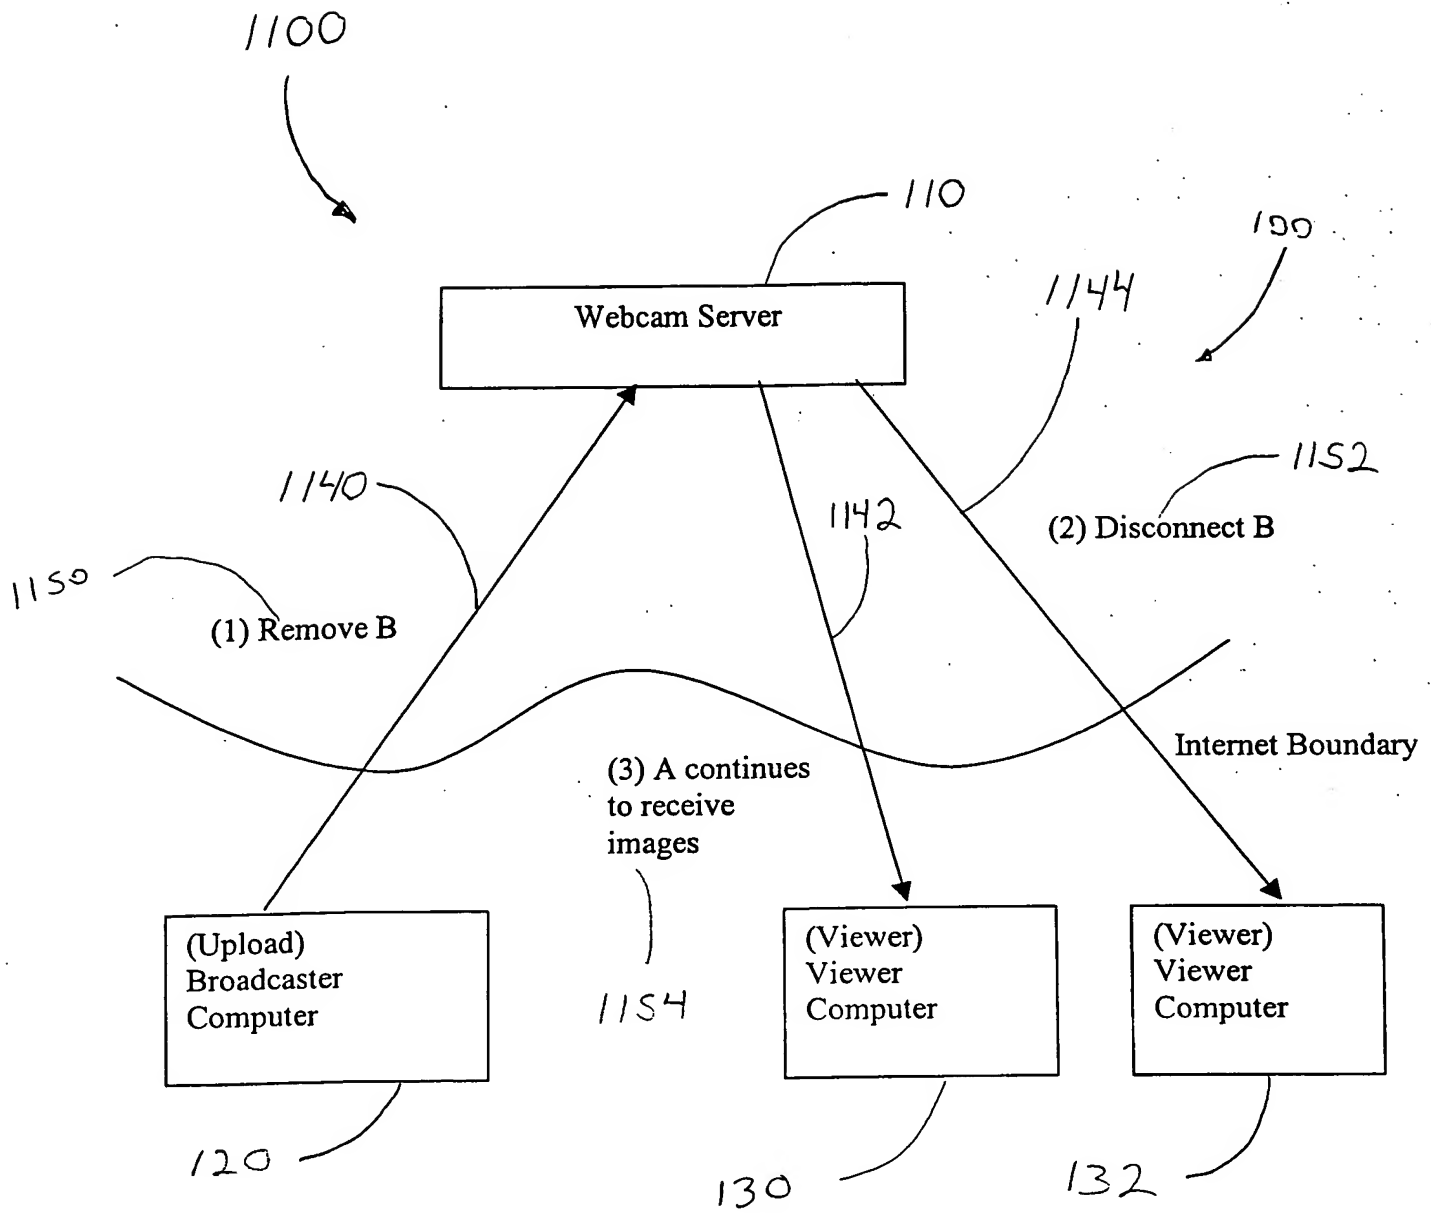 1100
110
100
1144
Webcam Server
1152
1140
1142
(2) Disconnect B
1150
(1) Remove B
Internet Boundary
(3) A continues
to receive
images
(Upload)
Broadcaster
Computer
(Viewer)
Viewer
Computer
(Viewer)
Viewer
Computer
1154
120
130
132